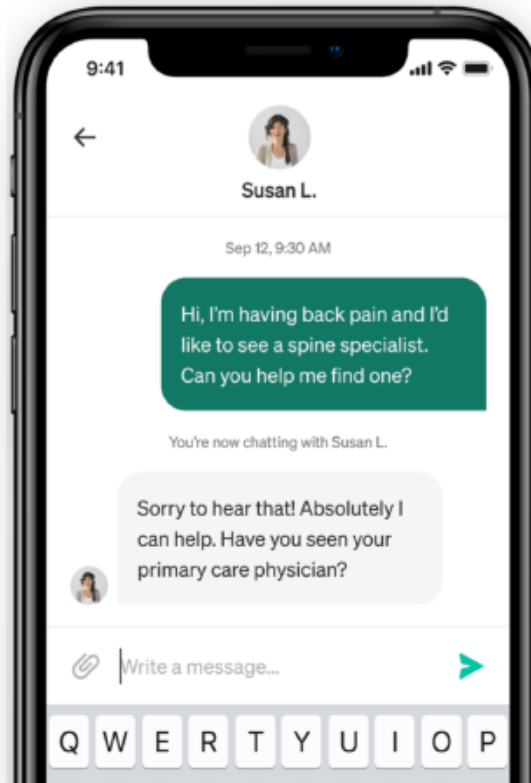 9:41
Susan L.
Sep 12, 9:30 AM
Hi, I'm having back pain and I'd
like to see a spine specialist.
Can you help me find one?
You're now chatting with Susan L.
Sorry to hear that! Absolutely I
can help. Have you seen your
primary care physician?
Write a message...
Q W E R T Y U I O P